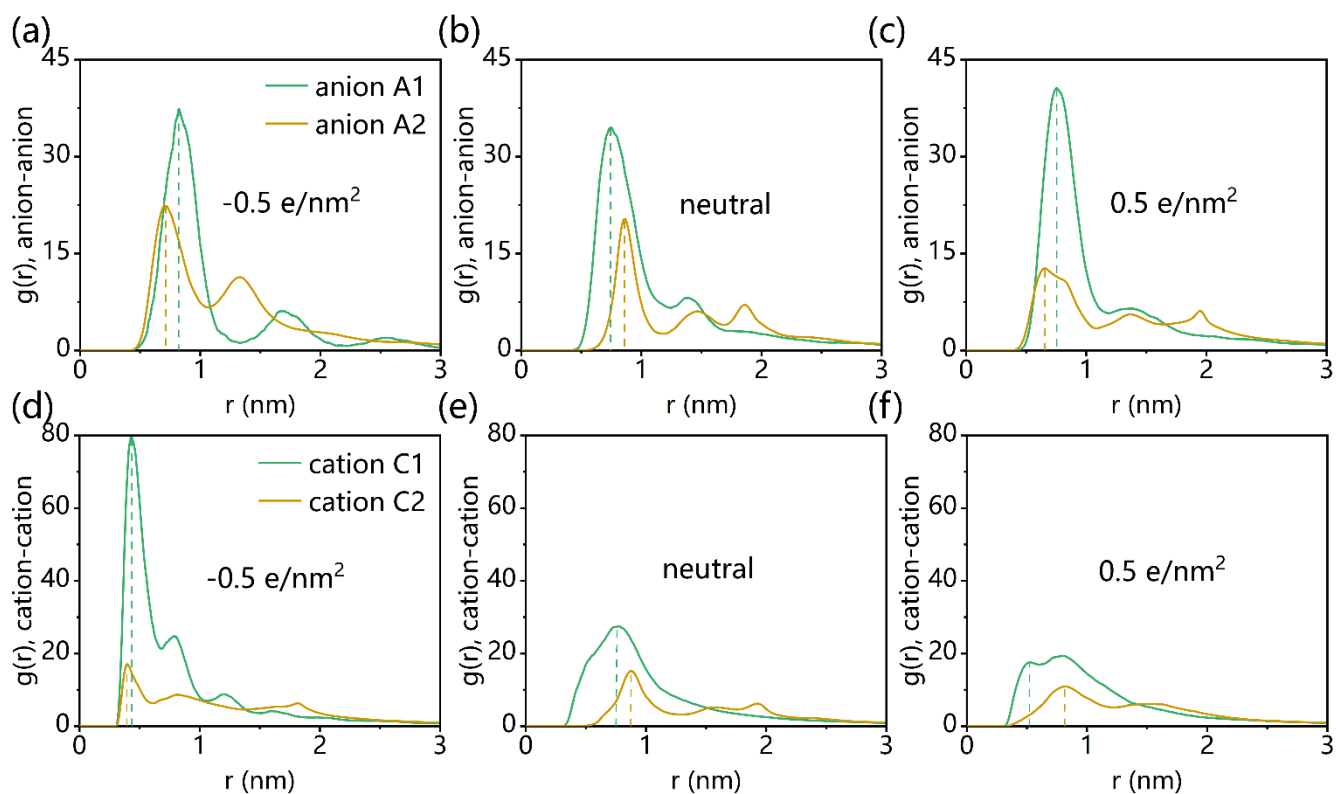 (a)
45
30
15
0
g(r), anion-anion
anion A1
anion A2
-0.5 e/nm²
0 1 2 3
r (nm)
(b)
45
30
15
0
g(r), anion-anion
neutral
0 1 2 3
r (nm)
(c)
45
30
15
0
g(r), anion-anion
0.5 e/nm²
0 1 2 3
r (nm)
(d)
80
60
40
20
0
g(r), cation-cation
cation C1
cation C2
-0.5 e/nm²
0 1 2 3
r (nm)
(e)
80
60
40
20
0
g(r), cation-cation
neutral
0 1 2 3
r (nm)
(f)
80
60
40
20
0
g(r), cation-cation
0.5 e/nm²
0 1 2 3
r (nm)